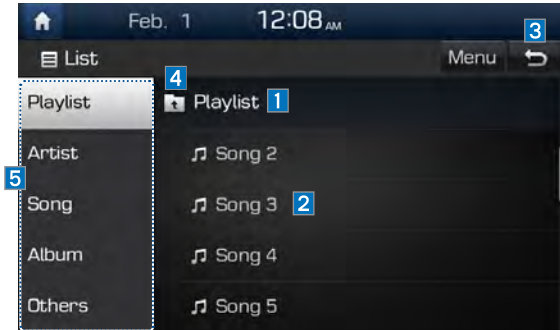 Feb. 1 12:08 AM
3
List Menu
4
Playlist Playlist 1
Artist Song 2
5
Song Song 3 2
Album Song 4
Others Song 5